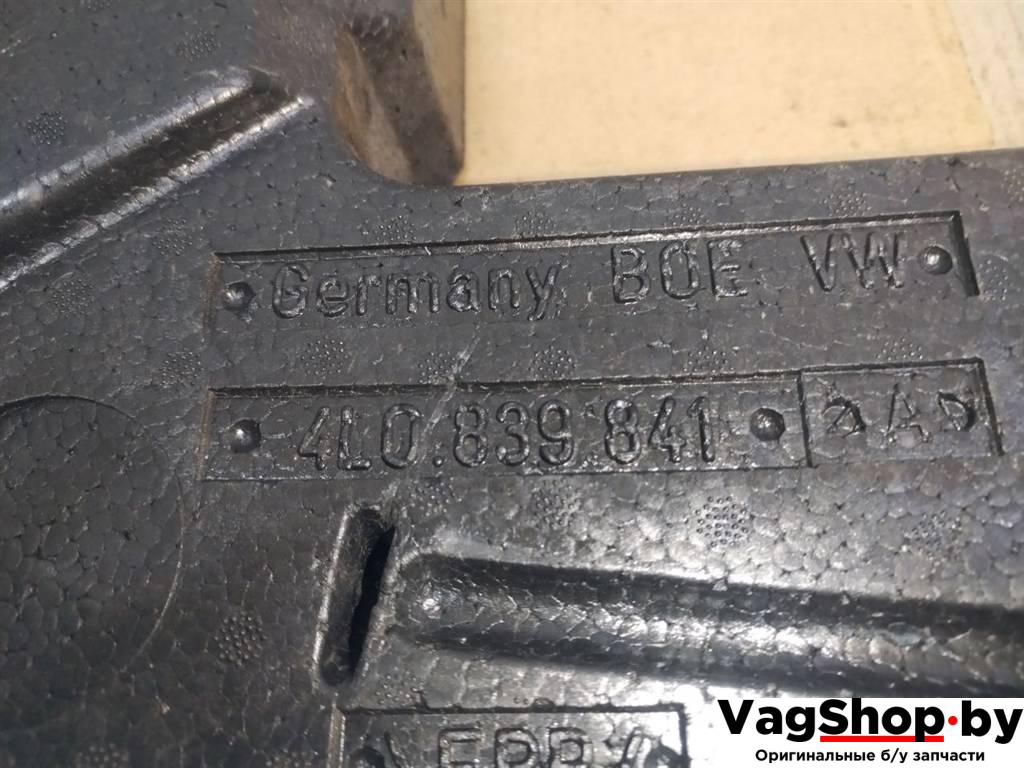 Germany BOE VW
4L0.839.841 A
VagShop.by
Оригинальные б/у запчасти